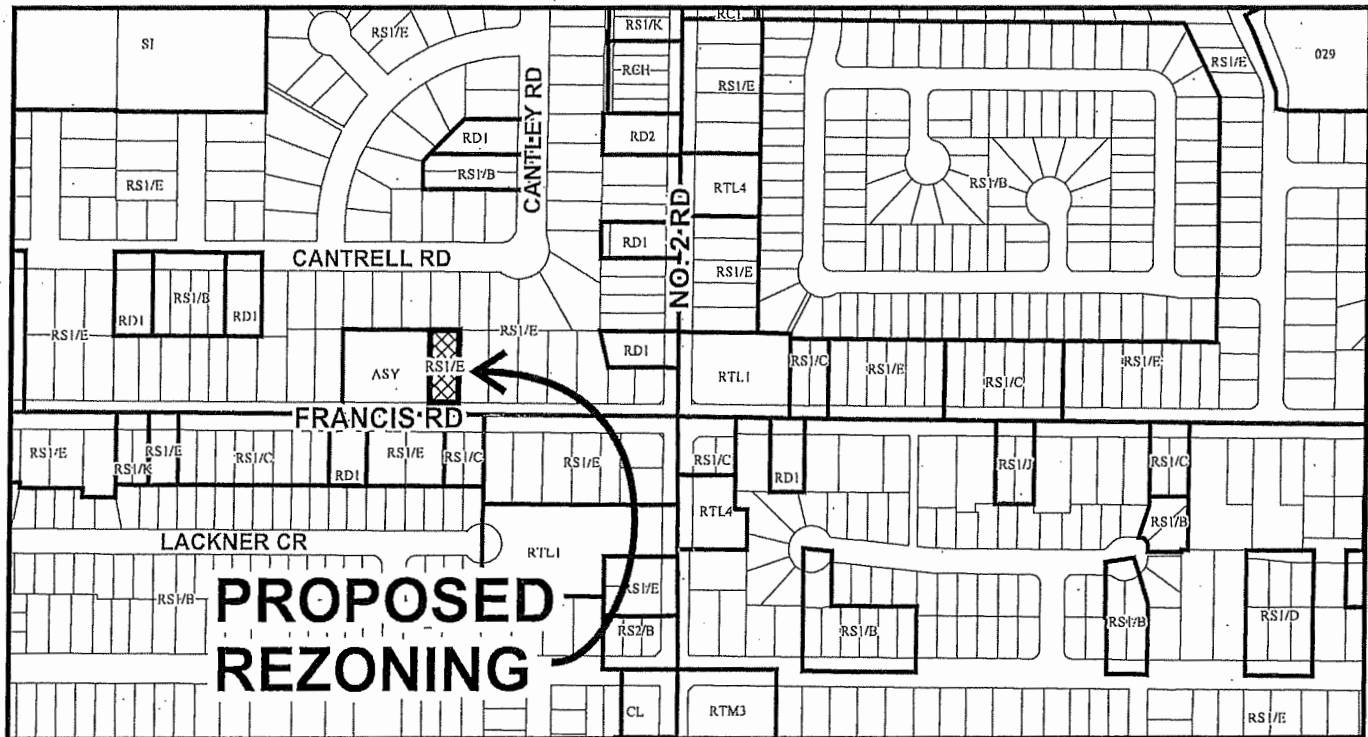 SI
RS1/E
RS1/K
RC1
RCH
RS1/E
RS1/E
029
RD1
RS1/B
CANTLEY RD
RD2
NO. 2 RD
RTL4
RS1/B
RS1/E
RD1
RS1/E
CANTRELL RD
RS1/E
RD1
RS1/B
RD1
ASY
RS1/E
RS1/E
RD1
RTL1
RS1/C
RS1/E
RS1/C
RS1/E
FRANCIS RD
RS1/E
RS1/K
RS1/E
RS1/C
RD1
RS1/E
RS1/C
RS1/E
RS1/C
RD1
RS1/J
RS1/C
LACKNER CR
RTL1
RTL4
RS1/B
RS1/B
PROPOSED
REZONING
RS1/E
RS2/B
RS1/B
RS1/B
RS1/D
CL
RTM3
RS1/E